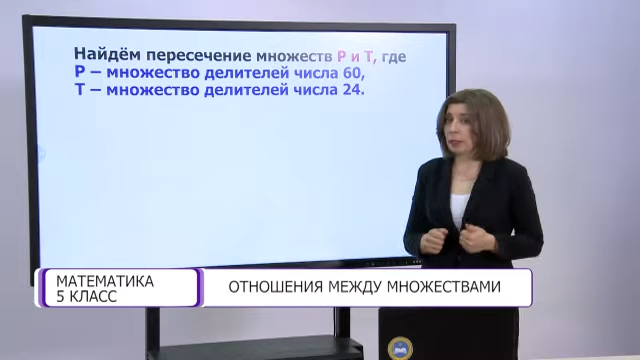 Найдём пересечение множеств Р и Т, где
Р – множество делителей числа 60,
Т – множество делителей числа 24.
МАТЕМАТИКА
5 КЛАСС
ОТНОШЕНИЯ МЕЖДУ МНОЖЕСТВАМИ